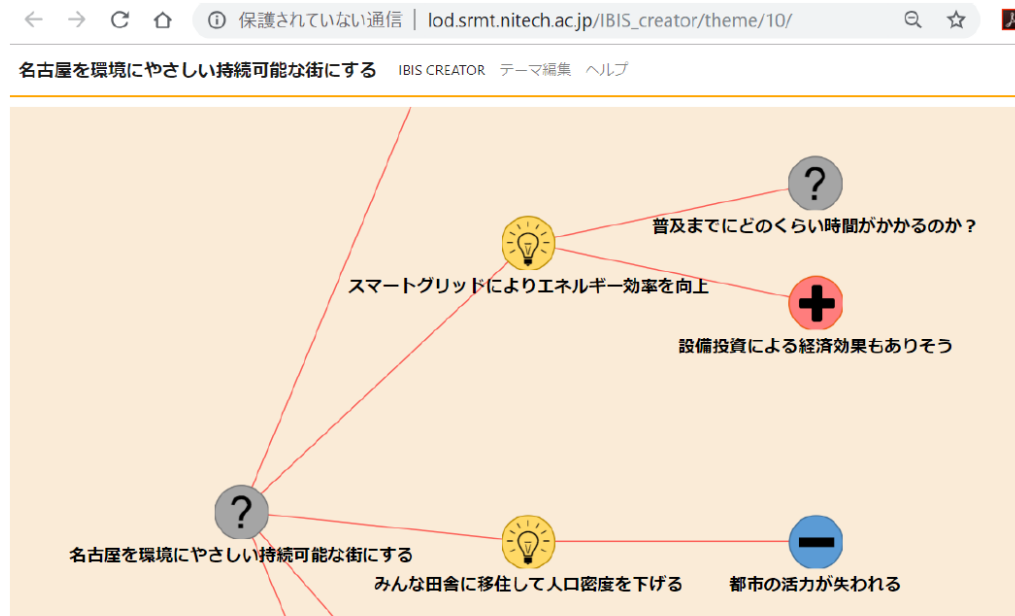 保護されていない通信 | lod.srmt.nitech.ac.jp/IBIS_creator/theme/10/
名古屋を環境にやさしい持続可能な街にする IBIS CREATOR テーマ編集 ヘルプ
?
普及までにどのくらい時間がかかるのか？
スマートグリッドによりエネルギー効率を向上
設備投資による経済効果もありそう
?
名古屋を環境にやさしい持続可能な街にする
みんな田舎に移住して人口密度を下げる
都市の活力が失われる